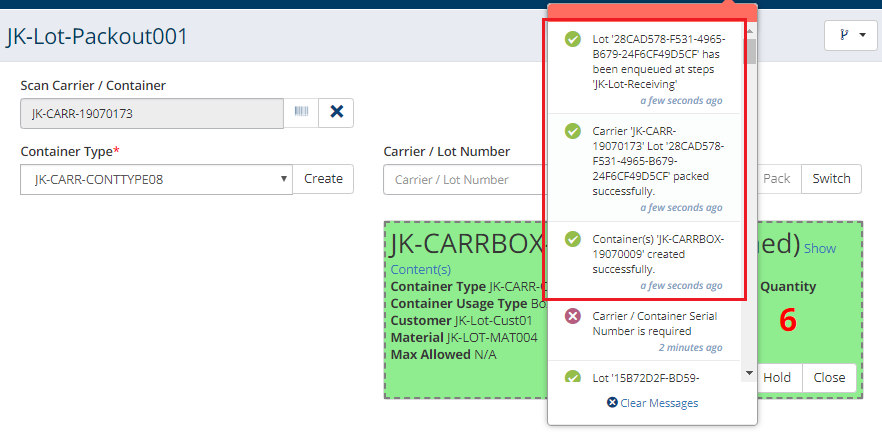 JK-Lot-Packout001
Scan Carrier / Container
JK-CARR-19070173
Container Type*
JK-CARR-CONTTYPE08
Create
Carrier / Lot Number
Carrier / Lot Number
Pack
Switch
JK-CARRBOX-
ed) Show
Content(s)
Container Type JK-CARR-C
Container Usage Type Bo
Customer JK-Lot-Cust01
Material JK-LOT-MAT004
Max Allowed N/A
Quantity
6
Hold
Close
Lot '28CAD578-F531-4965-
B679-24F6CF49D5CF' has
been enqueued at steps
'JK-Lot-Receiving'
a few seconds ago
Carrier 'JK-CARR-
19070173' Lot '28CAD578-
F531-4965-B679-
24F6CF49D5CF' packed
successfully.
a few seconds ago
Container(s) 'JK-CARRBOX-
19070009' created
successfully.
a few seconds ago
Carrier / Container Serial
Number is required
2 minutes ago
Lot '15B72D2F-BD59-
Clear Messages